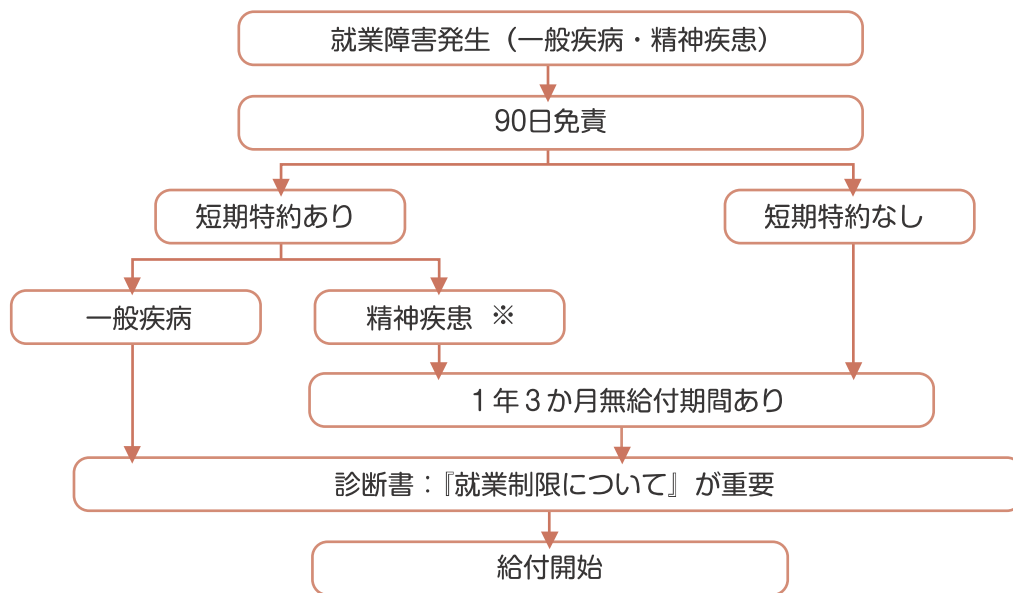 就業障害発生（一般疾病・精神疾患）
90日免責
短期特約あり
短期特約なし
一般疾病
精神疾患 ※
１年３か月無給付期間あり
診断書：『就業制限について』が重要
給付開始